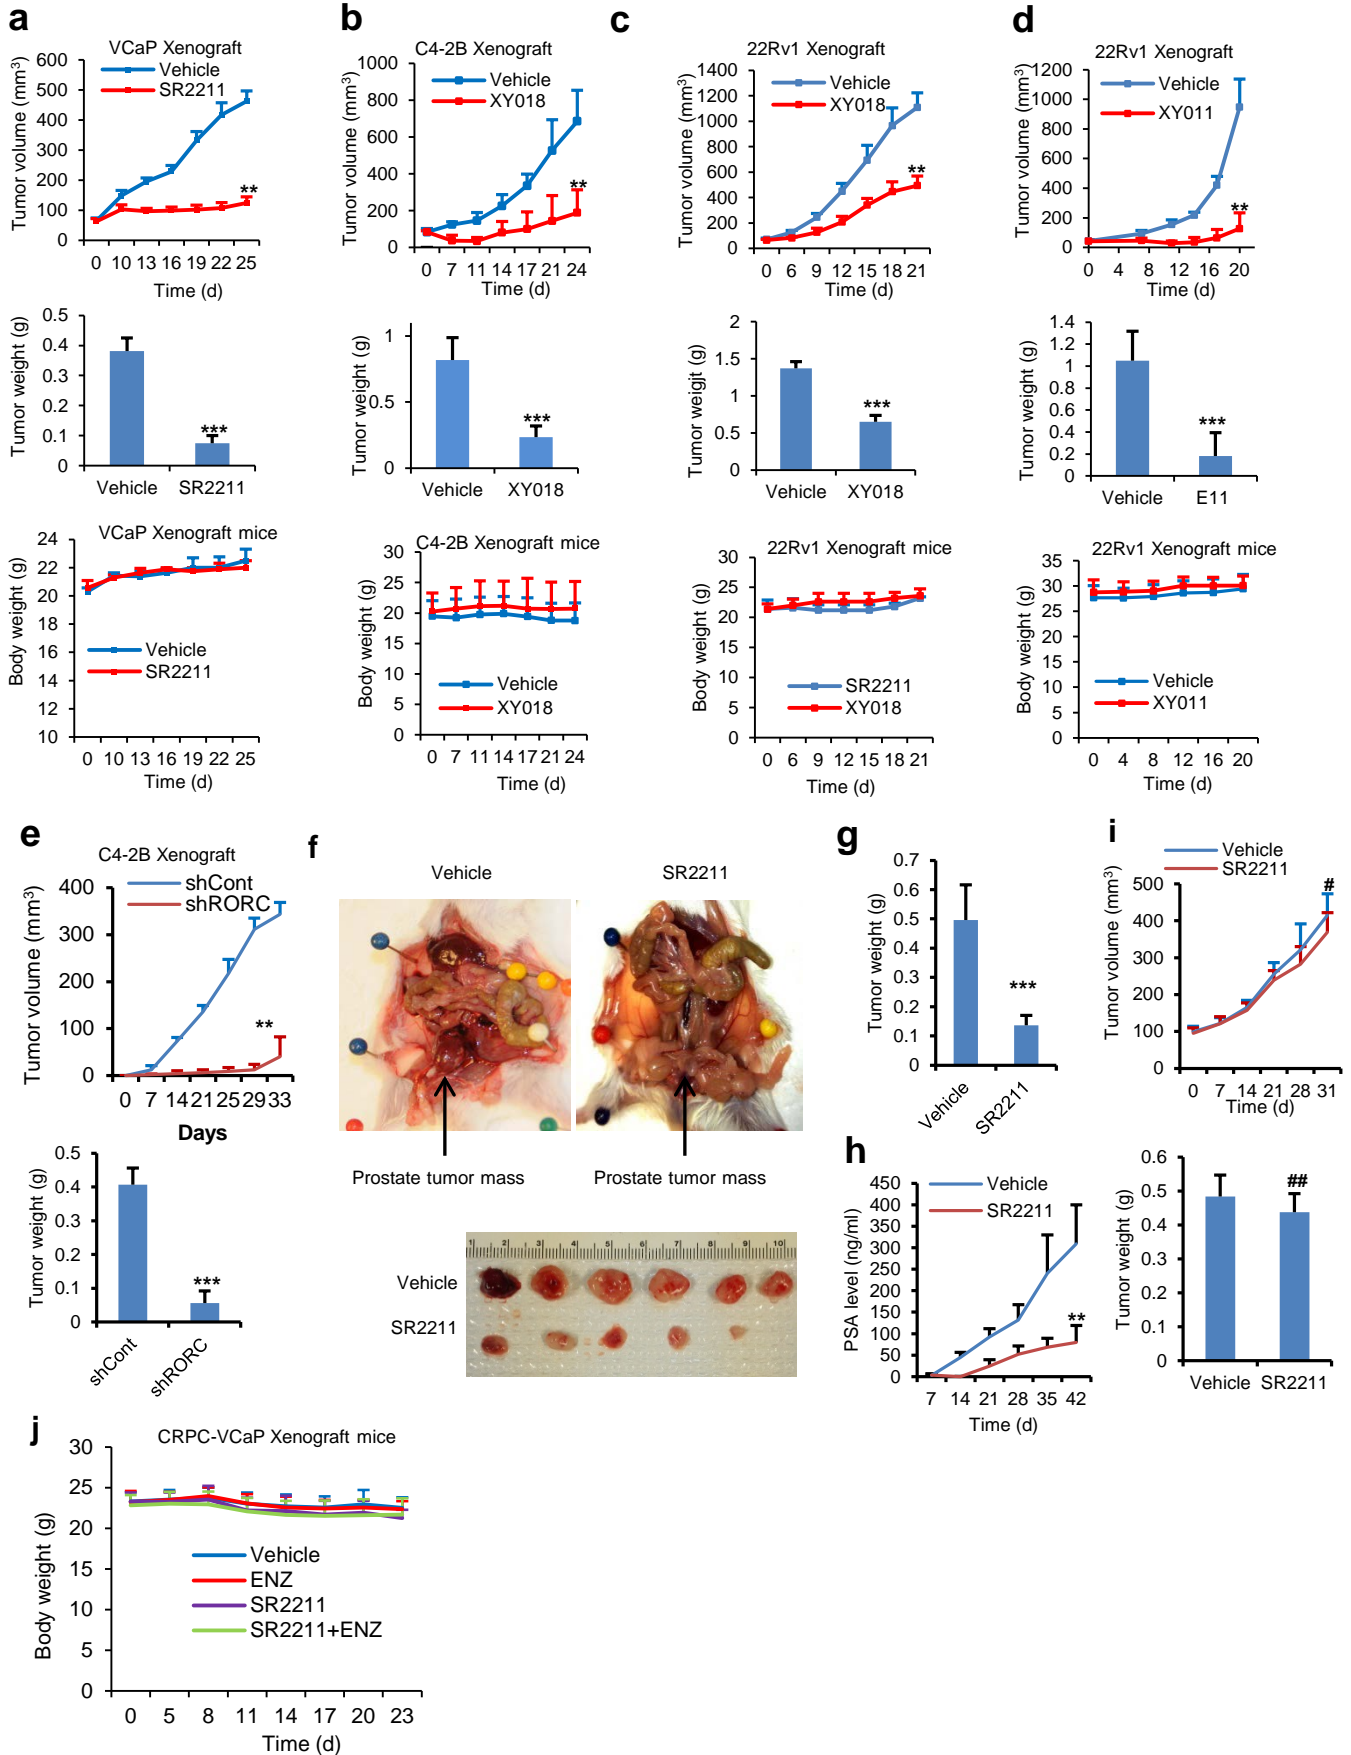 a
VCaP Xenograft
Tumor volume (mm³)
600
500
400
300
200
100
0
Vehicle
SR2211
**
0 10 13 16 19 22 25
Time (d)
Tumor weight (g)
0.5
0.4
0.3
0.2
0.1
0
***
Vehicle SR2211
VCaP Xenograft mice
Body weight (g)
24
22
20
18
16
14
12
10
Vehicle
SR2211
0 10 13 16 19 22 25
Time (d)
b
C4-2B Xenograft
Tumor volume (mm³)
1000
800
600
400
200
0
Vehicle
XY018
**
0 7 11 14 17 21 24
Time (d)
Tumor weight (g)
1
0.5
0
***
Vehicle XY018
C4-2B Xenograft mice
Body weight (g)
30
25
20
15
10
5
0
Vehicle
XY018
0 7 11 14 17 21 24
Time (d)
c
22Rv1 Xenograft
Tumor volume (mm³)
1400
1200
1000
800
600
400
200
0
Vehicle
XY018
**
0 6 9 12 15 18 21
Time (d)
Tumor weigjt (g)
2
1.5
1
0.5
0
***
Vehicle XY018
22Rv1 Xenograft mice
Body weight (g)
30
25
20
15
10
5
0
SR2211
XY018
0 6 9 12 15 18 21
Time (d)
d
22Rv1 Xenograft
Tumor volume (mm³)
1200
1000
800
600
400
200
0
Vehicle
XY011
**
0 4 8 12 16 20
Time (d)
Tumor weight (g)
1.4
1.2
1
0.8
0.6
0.4
0.2
0
***
Vehicle E11
22Rv1 Xenograft mice
Body weight (g)
35
30
25
20
15
10
5
0
Vehicle
XY011
0 4 8 12 16 20
Time (d)
e
C4-2B Xenograft
Tumor volume (mm³)
400
300
200
100
0
shCont
shRORC
**
0 7 14 21 25 29 33
Days
Tumor weight (g)
0.5
0.4
0.3
0.2
0.1
0
***
shCont shRORC
f
Vehicle SR2211
Prostate tumor mass Prostate tumor mass
1 2 3 4 5 6 7 8 9 10
Vehicle
SR2211
g
Tumor weight (g)
0.7
0.6
0.5
0.4
0.3
0.2
0.1
0
***
Vehicle SR2211
h
PSA level (ng/ml)
450
400
350
300
250
200
150
100
50
0
Vehicle
SR2211
**
7 14 21 28 35 42
Time (d)
i
Vehicle
SR2211
Tumor volume (mm³)
500
400
300
200
100
0
#
0 7 14 21 28 31
Time (d)
Tumor weight (g)
0.6
0.5
0.4
0.3
0.2
0.1
0
##
Vehicle SR2211
j
CRPC-VCaP Xenograft mice
Body weight (g)
30
25
20
15
10
5
0
Vehicle
ENZ
SR2211
SR2211+ENZ
0 5 8 11 14 17 20 23
Time (d)